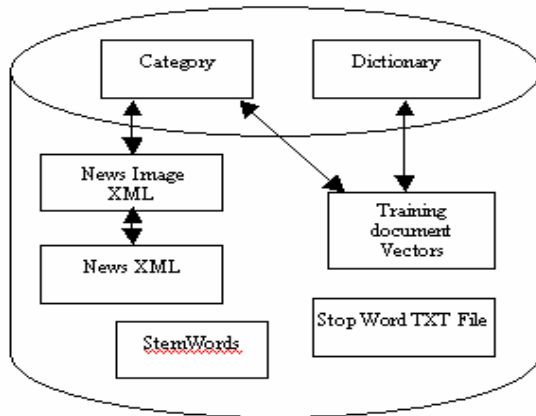 Category
Dictionary
News Image
XML
Training
document
Vectors
News XML
Stop Word TXT File
StemWords